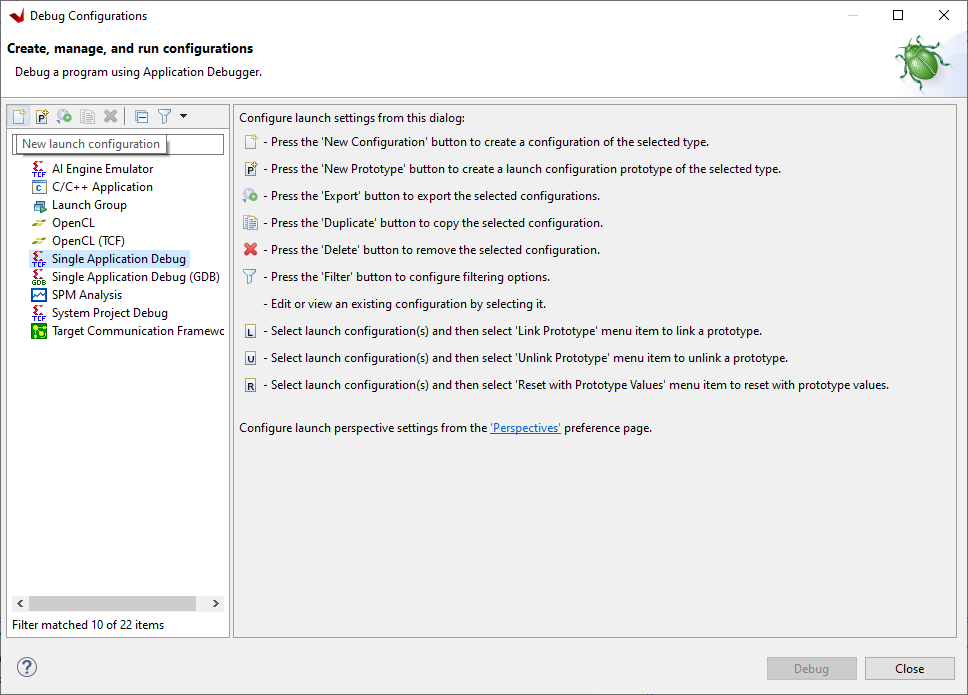 Debug Configurations
Create, manage, and run configurations
Debug a program using Application Debugger.
New launch configuration
AI Engine Emulator
C/C++ Application
Launch Group
OpenCL
OpenCL (TCF)
Single Application Debug
Single Application Debug (GDB)
SPM Analysis
System Project Debug
Target Communication Framewo
Filter matched 10 of 22 items
Configure launch settings from this dialog:
- Press the 'New Configuration' button to create a configuration of the selected type.
- Press the 'New Prototype' button to create a launch configuration prototype of the selected type.
- Press the 'Export' button to export the selected configurations.
- Press the 'Duplicate' button to copy the selected configuration.
- Press the 'Delete' button to remove the selected configuration.
- Press the 'Filter' button to configure filtering options.
- Edit or view an existing configuration by selecting it.
L - Select launch configuration(s) and then select 'Link Prototype' menu item to link a prototype.
U - Select launch configuration(s) and then select 'Unlink Prototype' menu item to unlink a prototype.
R - Select launch configuration(s) and then select 'Reset with Prototype Values' menu item to reset with prototype values.
Configure launch perspective settings from the 'Perspectives' preference page.
Debug
Close